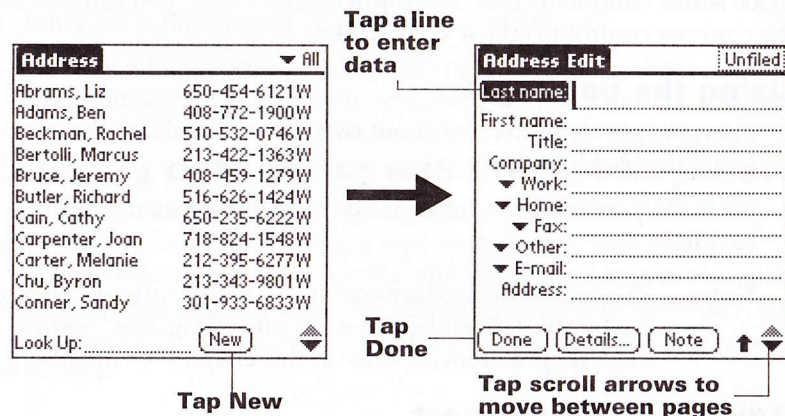 Tap a line
to enter
data
Address All
Abrams, Liz 650-454-6121W
Adams, Ben 408-772-1900W
Beckman, Rachel 510-532-0746W
Bertolli, Marcus 213-422-1363W
Bruce, Jeremy 408-459-1279W
Butler, Richard 516-626-1424W
Cain, Cathy 650-235-6222W
Carpenter, Joan 718-824-1548W
Carter, Melanie 212-395-6277W
Chu, Byron 213-343-9801W
Conner, Sandy 301-933-6833W
Look Up: New
Tap New
Address Edit Unfiled
Last name:
First name:
Title:
Company:
Work:
Home:
Fax:
Other:
E-mail:
Address:
Done Details... Note
Tap
Done
Tap scroll arrows to
move between pages